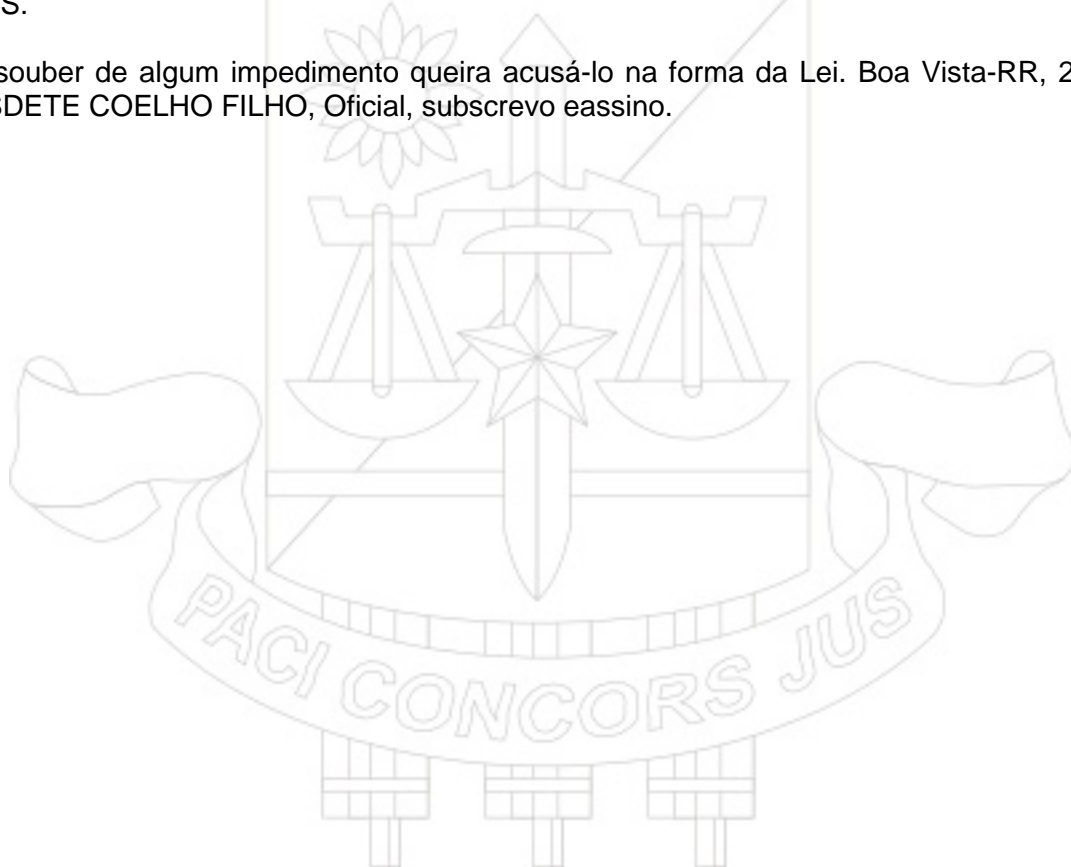 S.
souber de algum impedimento queira acusá-lo na forma da Lei. Boa Vista-RR, 2
SDETE COELHO FILHO, Oficial, subscrevo eassino.
PACI CONCORS JUS